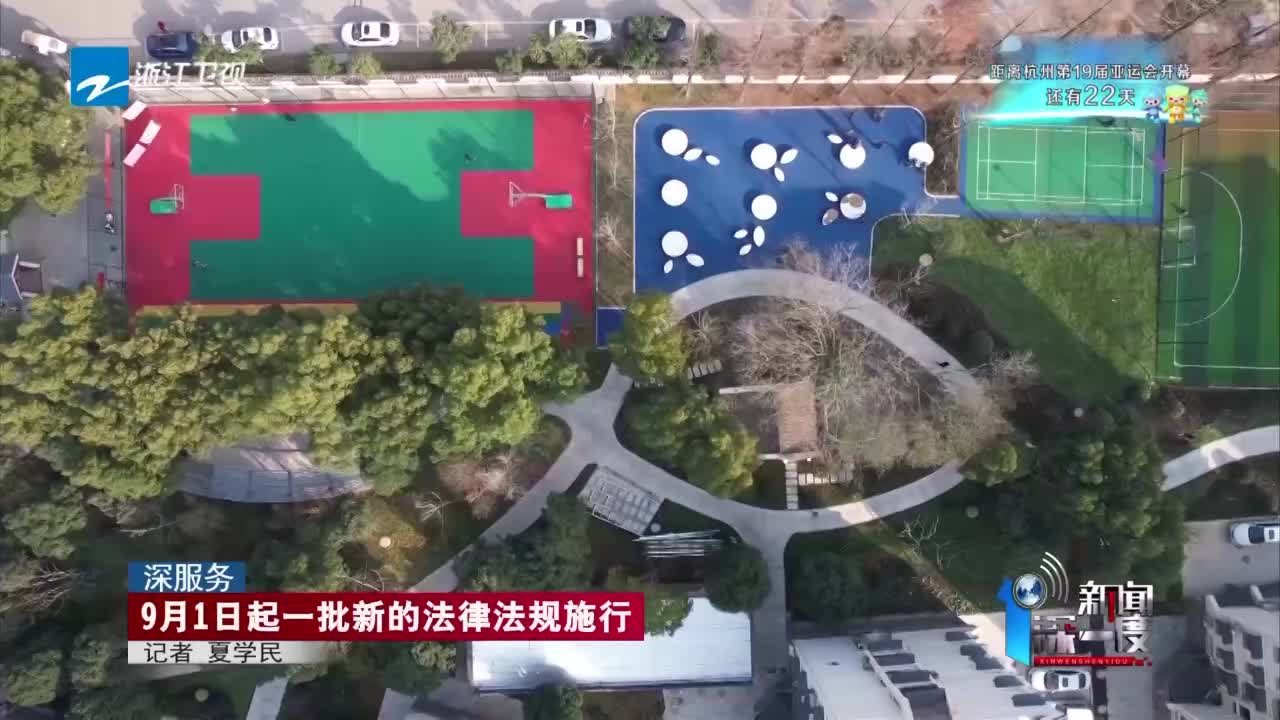 浙江卫视
距离杭州第19届亚运会开幕
还有22天
深服务
9月1日起一批新的法律法规施行
记者 夏学民
新闻
深一度
XINWENSHENYIDU